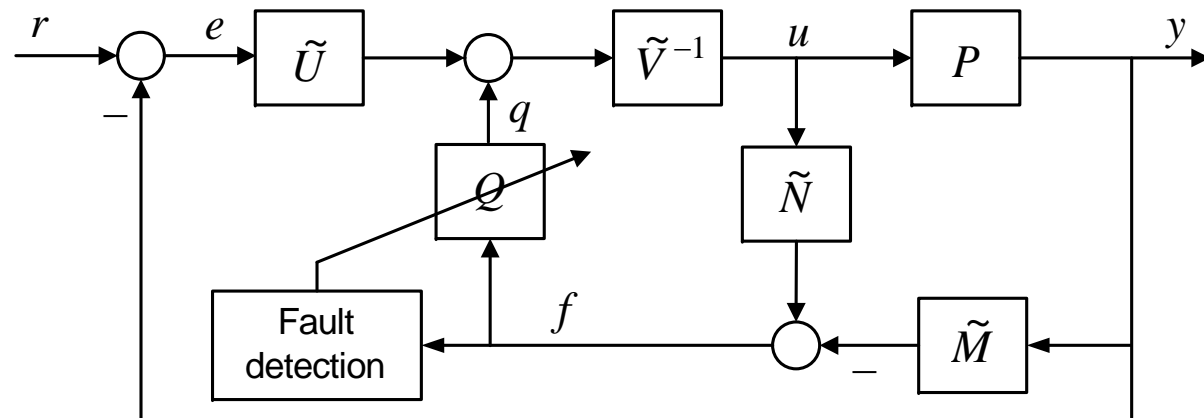 r
e
Ũ
Ṽ⁻¹
u
P
y
−
q
Q
Ñ
Fault
detection
f
−
M̃